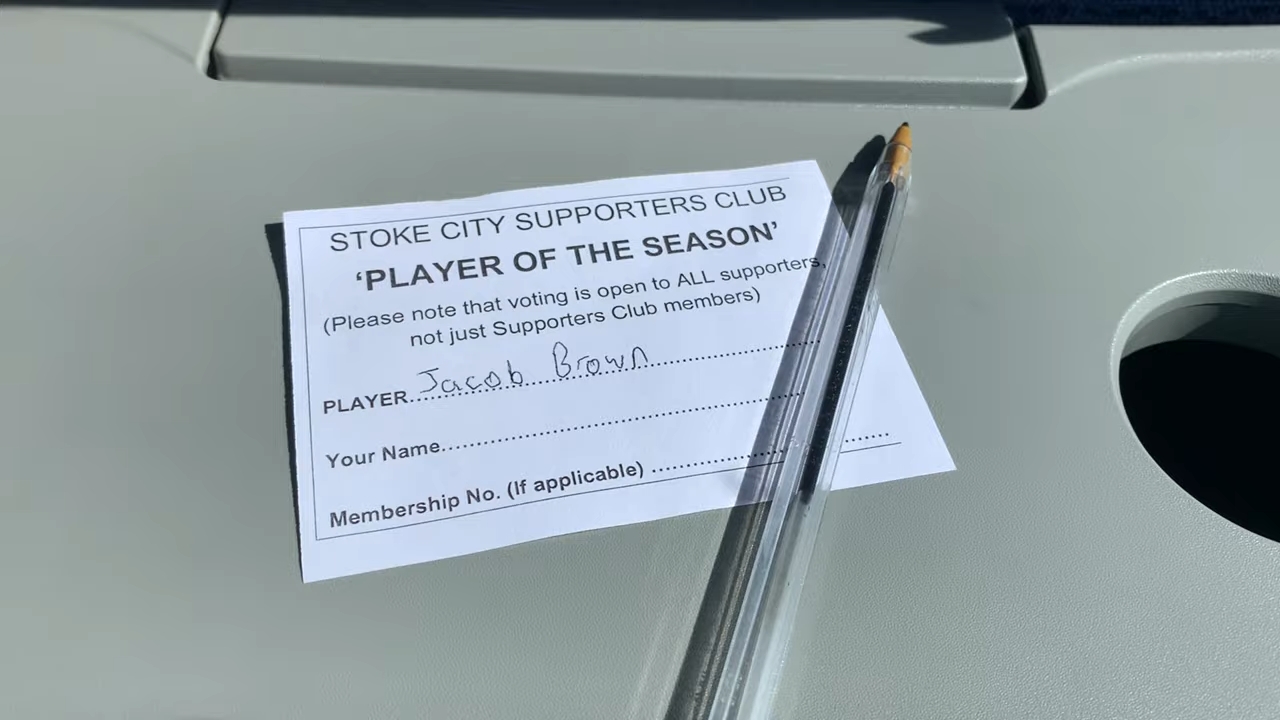 STOKE CITY SUPPORTERS CLUB
‘PLAYER OF THE SEASON’
(Please note that voting is open to ALL supporters,
not just Supporters Club members)
PLAYER.......Jacob Brown.......................
Your Name.............................................
Membership No. (If applicable) ...............................